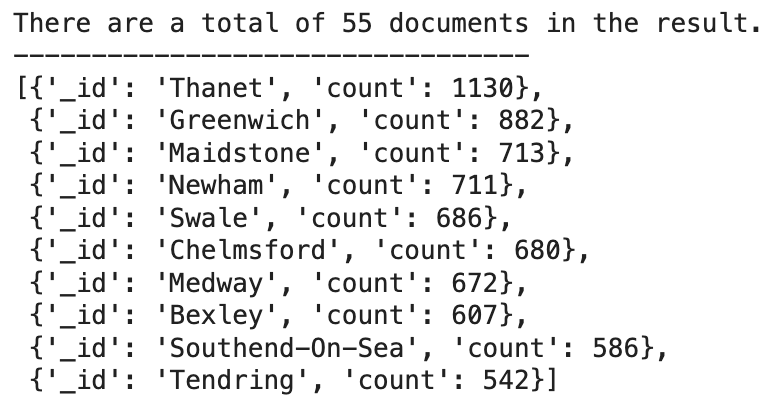 There are a total of 55 documents in the result.
---------------------------------
[{'_id': 'Thanet', 'count': 1130},
 {'_id': 'Greenwich', 'count': 882},
 {'_id': 'Maidstone', 'count': 713},
 {'_id': 'Newham', 'count': 711},
 {'_id': 'Swale', 'count': 686},
 {'_id': 'Chelmsford', 'count': 680},
 {'_id': 'Medway', 'count': 672},
 {'_id': 'Bexley', 'count': 607},
 {'_id': 'Southend-On-Sea', 'count': 586},
 {'_id': 'Tendring', 'count': 542}]